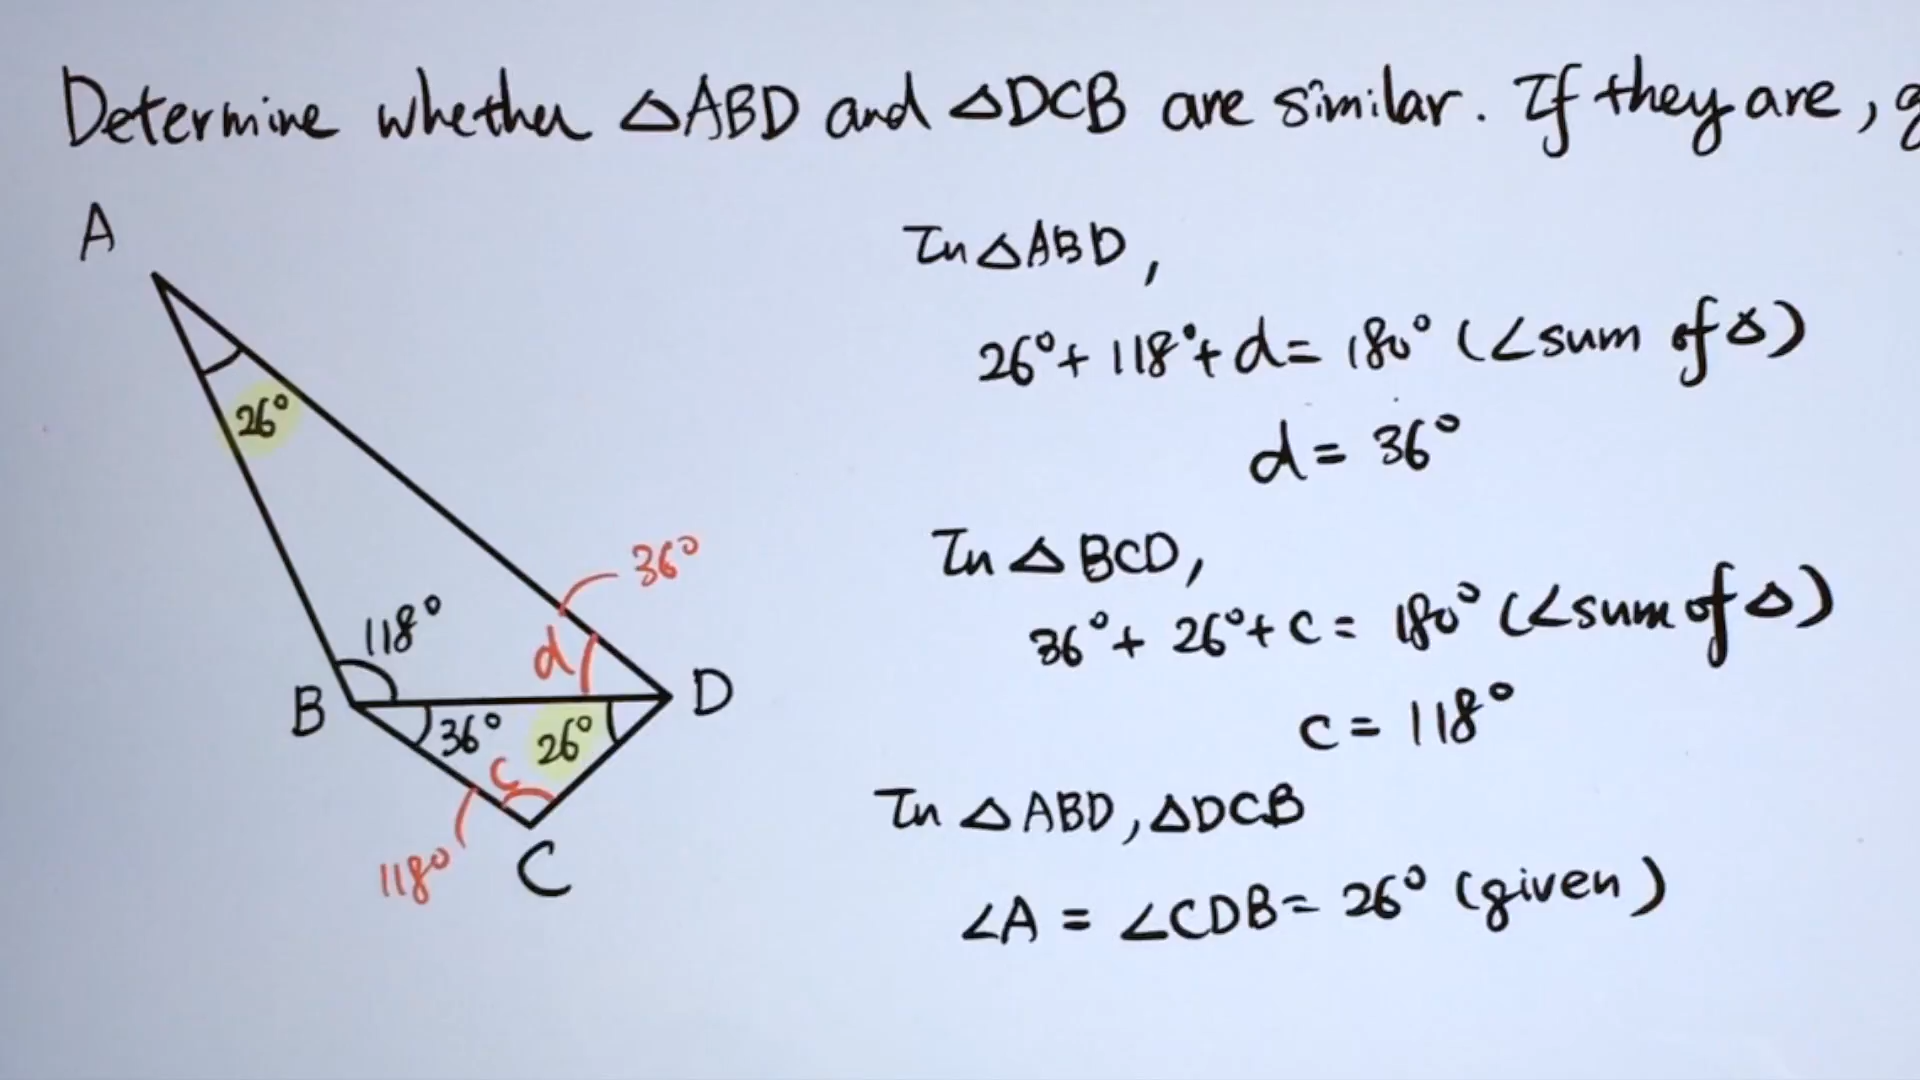 Determine whether △ABD and △DCB are similar. If they are,
A
In △ABD,
26° + 118° + d = 180° (∠sum of △)
26°
d = 36°
36°
In △BCD,
118°
36° + 26° + c = 180° (∠sum of △)
d
B
D
36°
26°
c = 118°
c
In △ABD, △DCB
118°
C
∠A = ∠CDB = 26° (given)